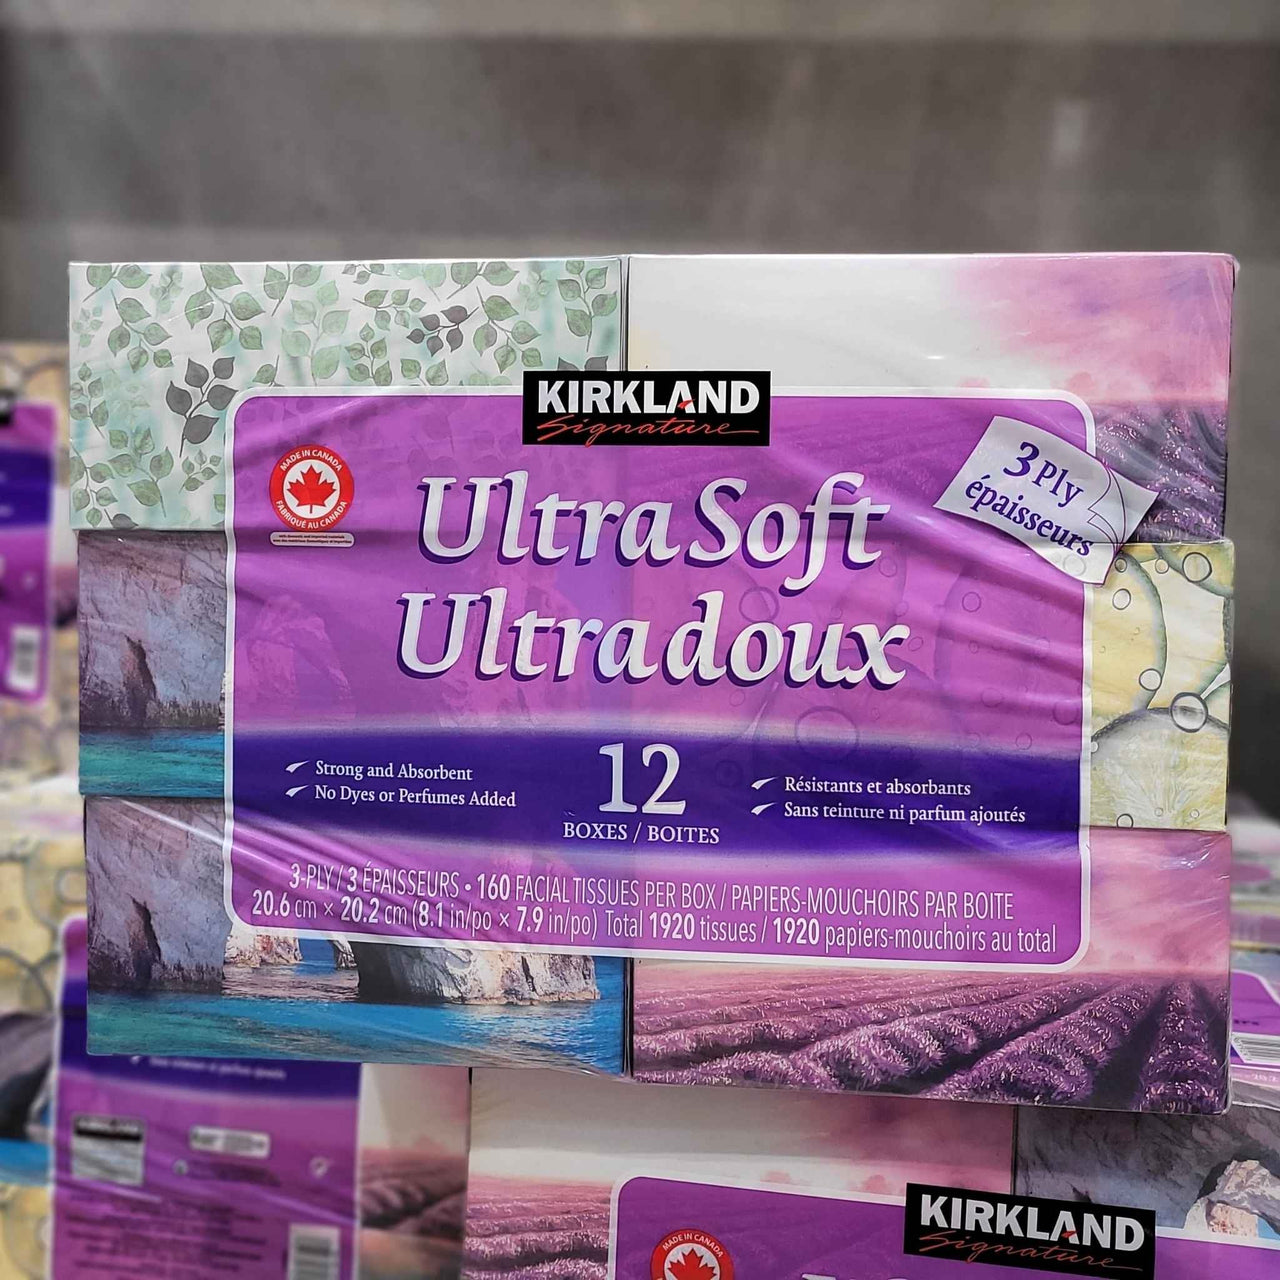 KIRKLAND
Signature
MADE IN CANADA
FABRIQUÉ AU CANADA
3 Ply
épaisseurs
Ultra Soft
Ultradoux
Strong and Absorbent
No Dyes or Perfumes Added
12
BOXES / BOITES
Résistants et absorbants
Sans teinture ni parfum ajoutés
3-PLY / 3 ÉPAISSEURS • 160 FACIAL TISSUES PER BOX / PAPIERS-MOUCHOIRS PAR BOITE
20.6 cm × 20.2 cm (8.1 in/po × 7.9 in/po) Total 1920 tissues / 1920 papiers-mouchoirs au total
KIRKLAND
Signature
MADE IN CANADA